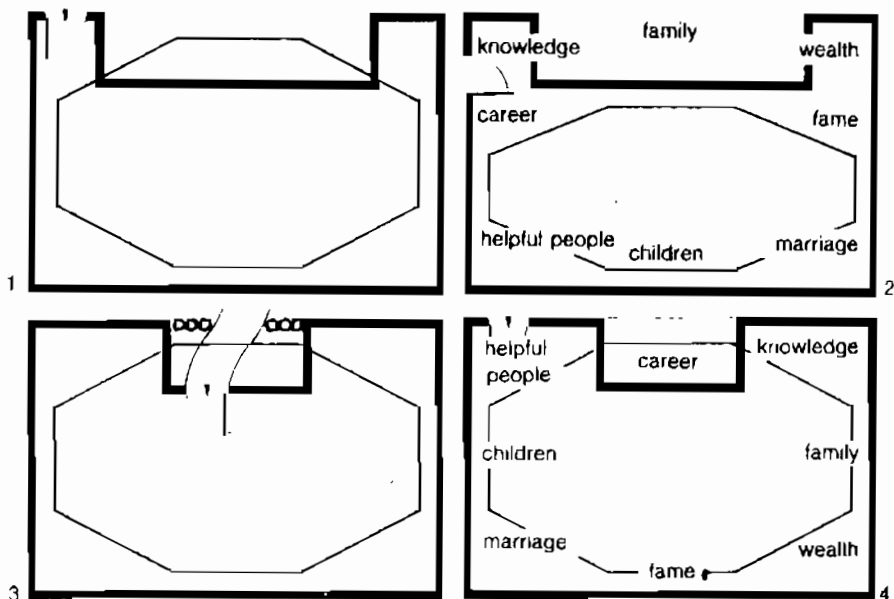 family
knowledge
wealth
career
fame
helpful people
children
marriage
1
2
helpful
people
career
knowledge
children
family
marriage
wealth
fame
3
4